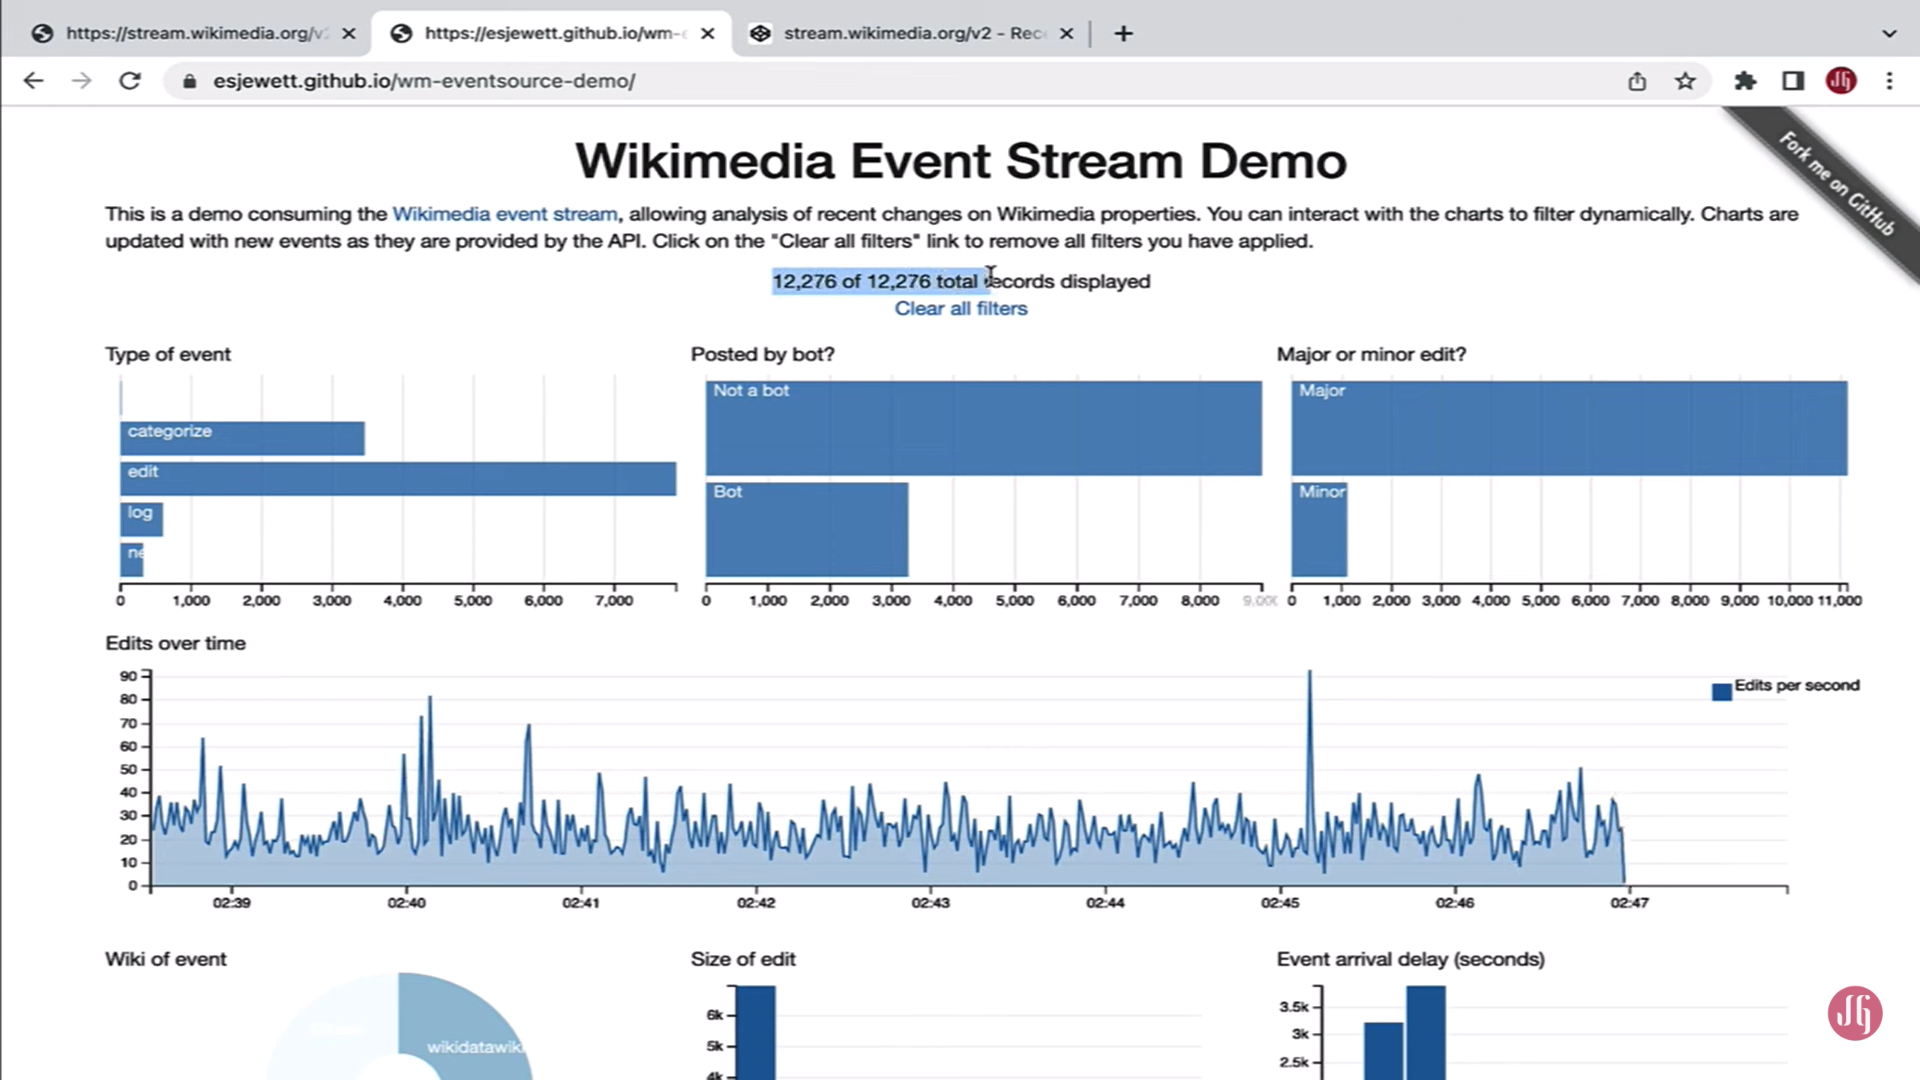 https://stream.wikimedia.org/v
https://esjewett.github.io/wm-e
stream.wikimedia.org/v2 - Rec
esjewett.github.io/wm-eventsource-demo/
Fork me on GitHub
Wikimedia Event Stream Demo
This is a demo consuming the Wikimedia event stream, allowing analysis of recent changes on Wikimedia properties. You can interact with the charts to filter dynamically. Charts are
updated with new events as they are provided by the API. Click on the "Clear all filters" link to remove all filters you have applied.
12,276 of 12,276 total records displayed
Clear all filters
Type of event
categorize
edit
log
ne
0 1,000 2,000 3,000 4,000 5,000 6,000 7,000
Posted by bot?
Not a bot
Bot
0 1,000 2,000 3,000 4,000 5,000 6,000 7,000 8,000 9,000
Major or minor edit?
Major
Minor
0 1,000 2,000 3,000 4,000 5,000 6,000 7,000 8,000 9,000 10,000 11,000
Edits over time
90
80
70
60
50
40
30
20
10
0
02:39 02:40 02:41 02:42 02:43 02:44 02:45 02:46 02:47
Edits per second
Wiki of event
wikidatawiki
Size of edit
6k
5k
4k
Event arrival delay (seconds)
3.5k
3k
2.5k